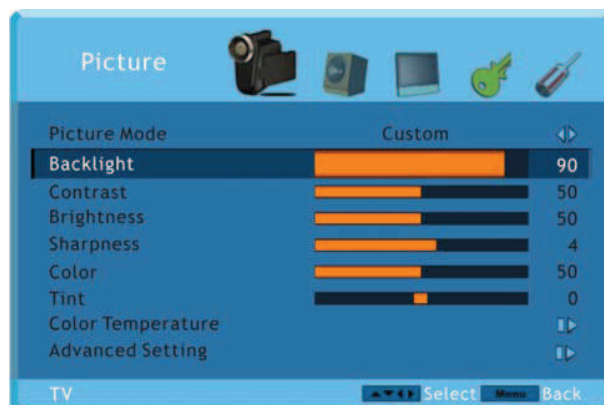 Picture
Picture Mode Custom
Backlight 90
Contrast 50
Brightness 50
Sharpness 4
Color 50
Tint 0
Color Temperature
Advanced Setting
TV Select Menu Back